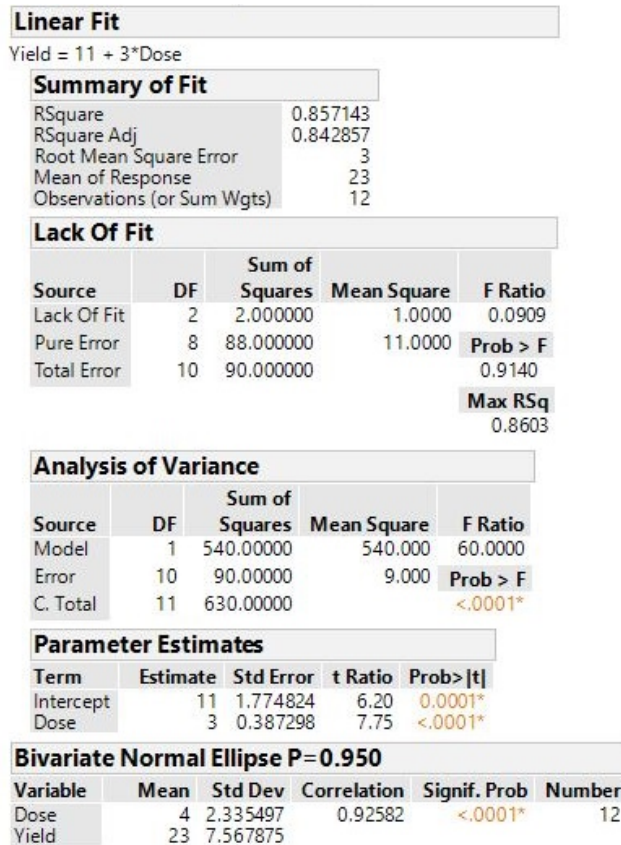 Linear Fit
Yield = 11 + 3*Dose
Summary of Fit
RSquare 0.857143
RSquare Adj 0.842857
Root Mean Square Error 3
Mean of Response 23
Observations (or Sum Wgts) 12
Lack Of Fit
Sum of
Source DF Squares Mean Square F Ratio
Lack Of Fit 2 2.000000 1.0000 0.0909
Pure Error 8 88.000000 11.0000 Prob > F
Total Error 10 90.000000 0.9140
Max RSq
0.8603
Analysis of Variance
Sum of
Source DF Squares Mean Square F Ratio
Model 1 540.00000 540.000 60.0000
Error 10 90.00000 9.000 Prob > F
C. Total 11 630.00000 <.0001*
Parameter Estimates
Term Estimate Std Error t Ratio Prob>|t|
Intercept 11 1.774824 6.20 0.0001*
Dose 3 0.387298 7.75 <.0001*
Bivariate Normal Ellipse P=0.950
Variable Mean Std Dev Correlation Signif. Prob Number
Dose 4 2.335497 0.92582 <.0001* 12
Yield 23 7.567875